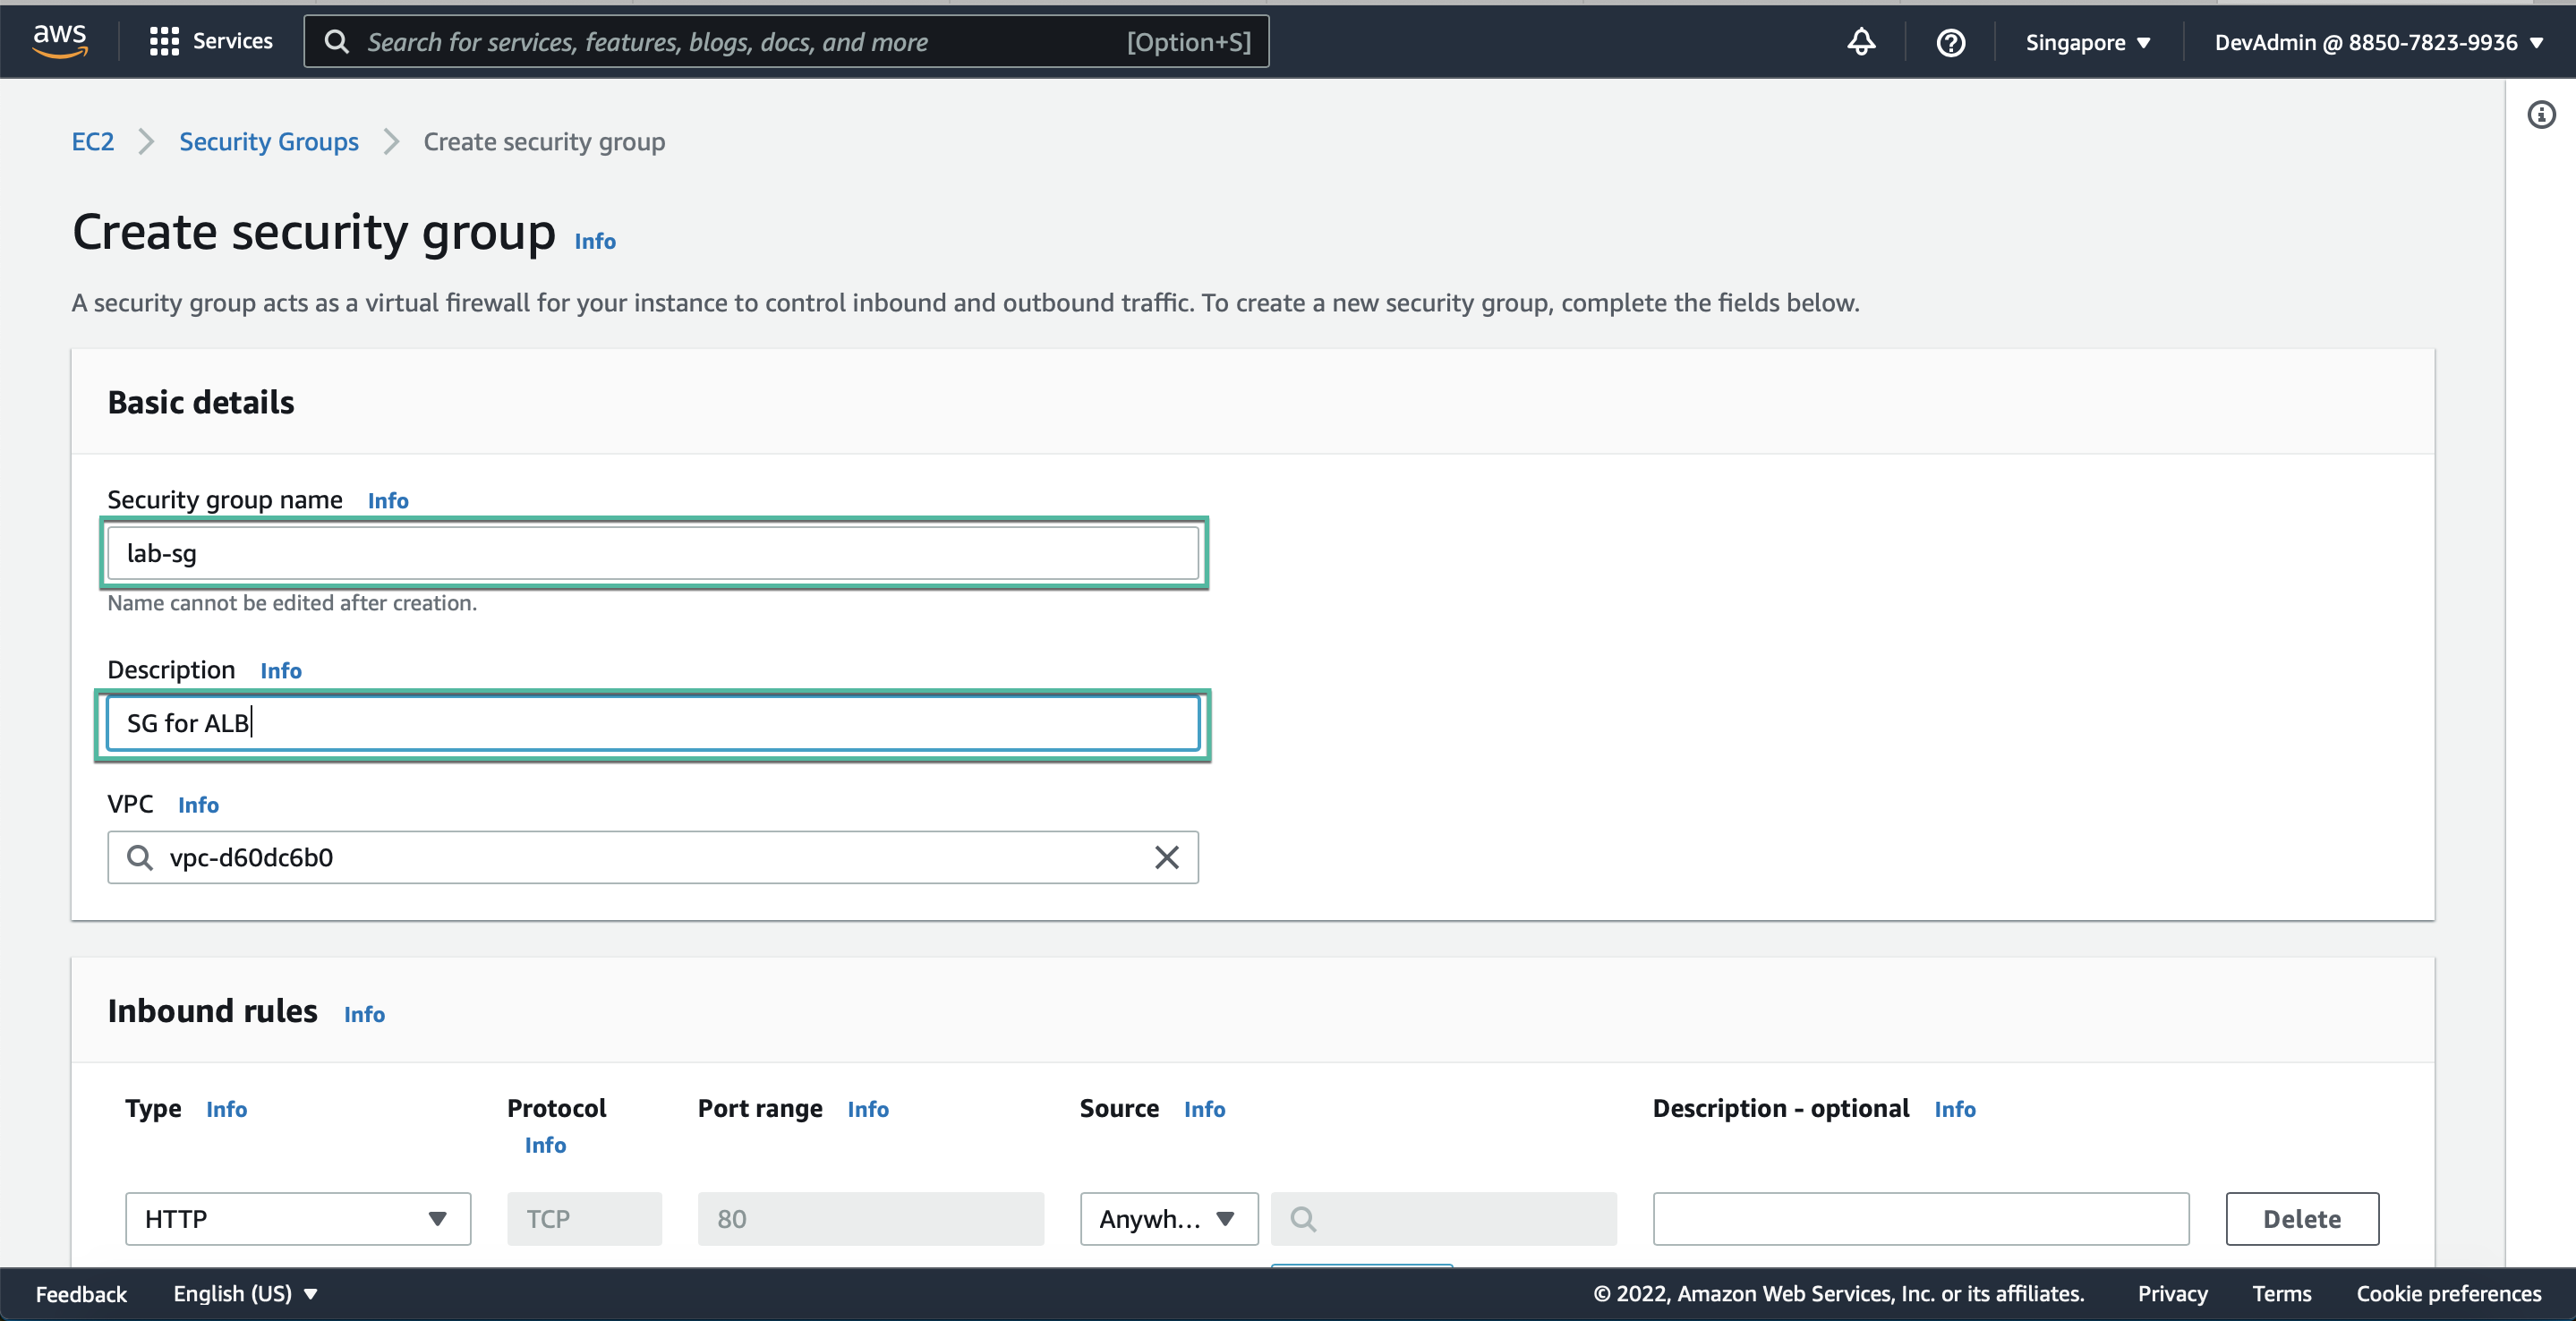 aws Services Search for services, features, blogs, docs, and more [Option+S] Singapore DevAdmin @ 8850-7823-9936
EC2 Security Groups Create security group
Create security group Info
A security group acts as a virtual firewall for your instance to control inbound and outbound traffic. To create a new security group, complete the fields below.
Basic details
Security group name Info
lab-sg
Name cannot be edited after creation.
Description Info
SG for ALB
VPC Info
vpc-d60dc6b0
Inbound rules Info
Type Info Protocol Port range Info Source Info Description - optional Info
Info
HTTP TCP 80 Anywh... Delete
Feedback English (US) © 2022, Amazon Web Services, Inc. or its affiliates. Privacy Terms Cookie preferences